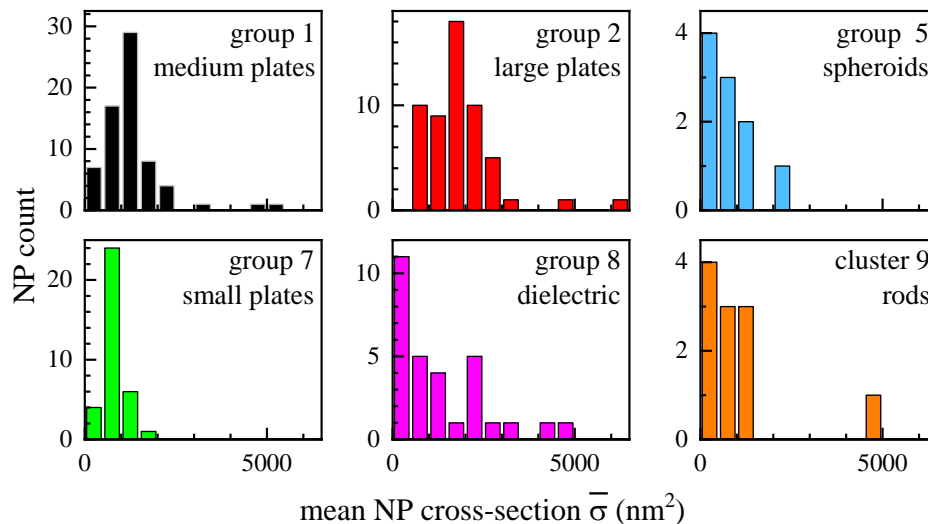 30
20
10
0
group 1
medium plates
10
0
group 2
large plates
4
2
0
group 5
spheroids
NP count
20
10
0
group 7
small plates
10
5
0
group 8
dielectric
4
2
0
cluster 9
rods
0
5000
0
5000
0
5000
mean NP cross-section σ̅ (nm²)